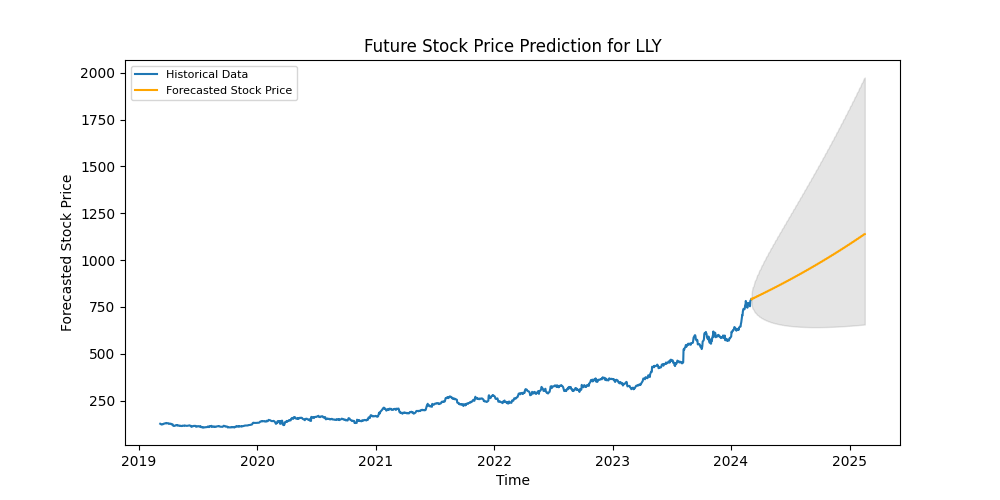 Future Stock Price Prediction for LLY
Historical Data
Forecasted Stock Price
2000
1750
1500
1250
1000
750
500
250
Forecasted Stock Price
2019 2020 2021 2022 2023 2024 2025
Time